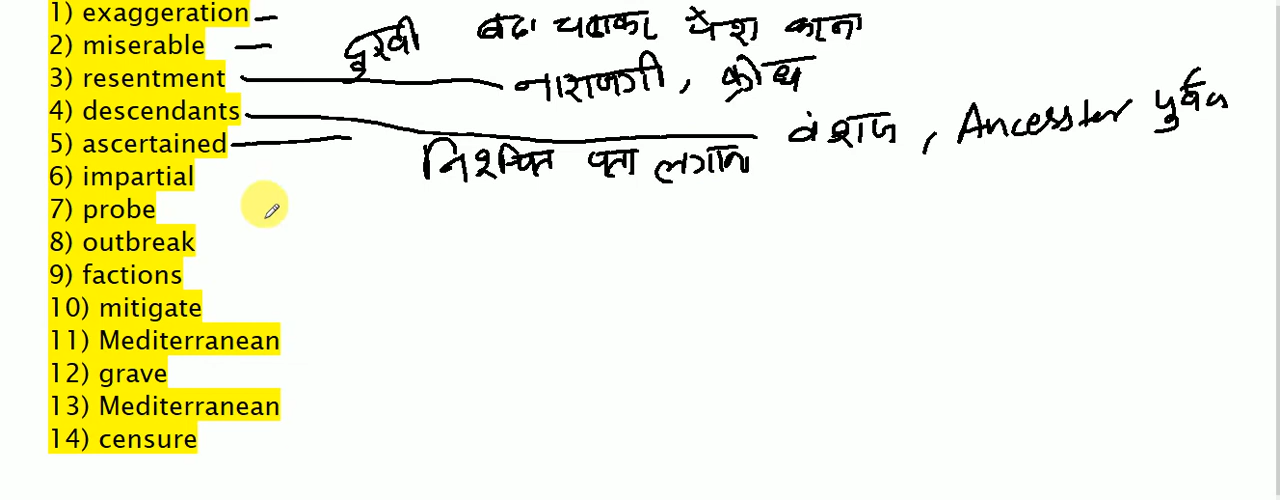 1) exaggeration – बढा चढाकर पेश करना
2) miserable – दुखी
3) resentment नाराजगी, क्रोध
4) descendants वंशज, Ancesster पुर्वज
5) ascertained निश्चित पता लगाना
6) impartial
7) probe
8) outbreak
9) factions
10) mitigate
11) Mediterranean
12) grave
13) Mediterranean
14) censure